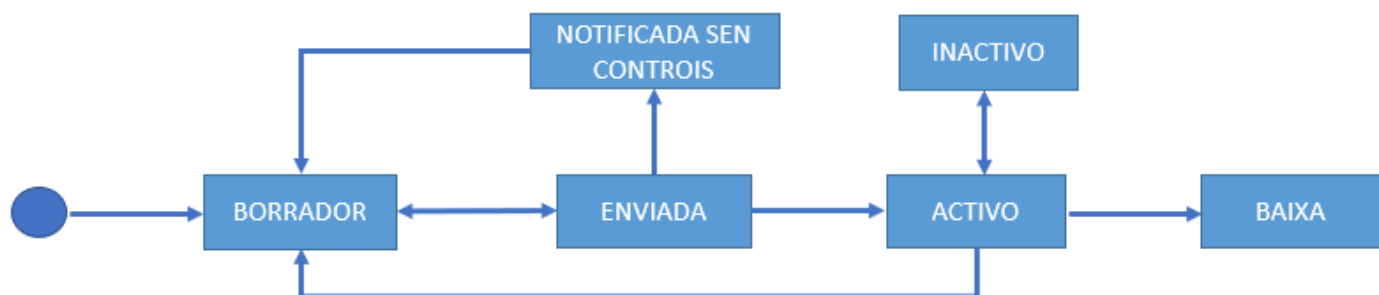 NOTIFICADA SEN
CONTROIS
INACTIVO
BORRADOR
ENVIADA
ACTIVO
BAIXA